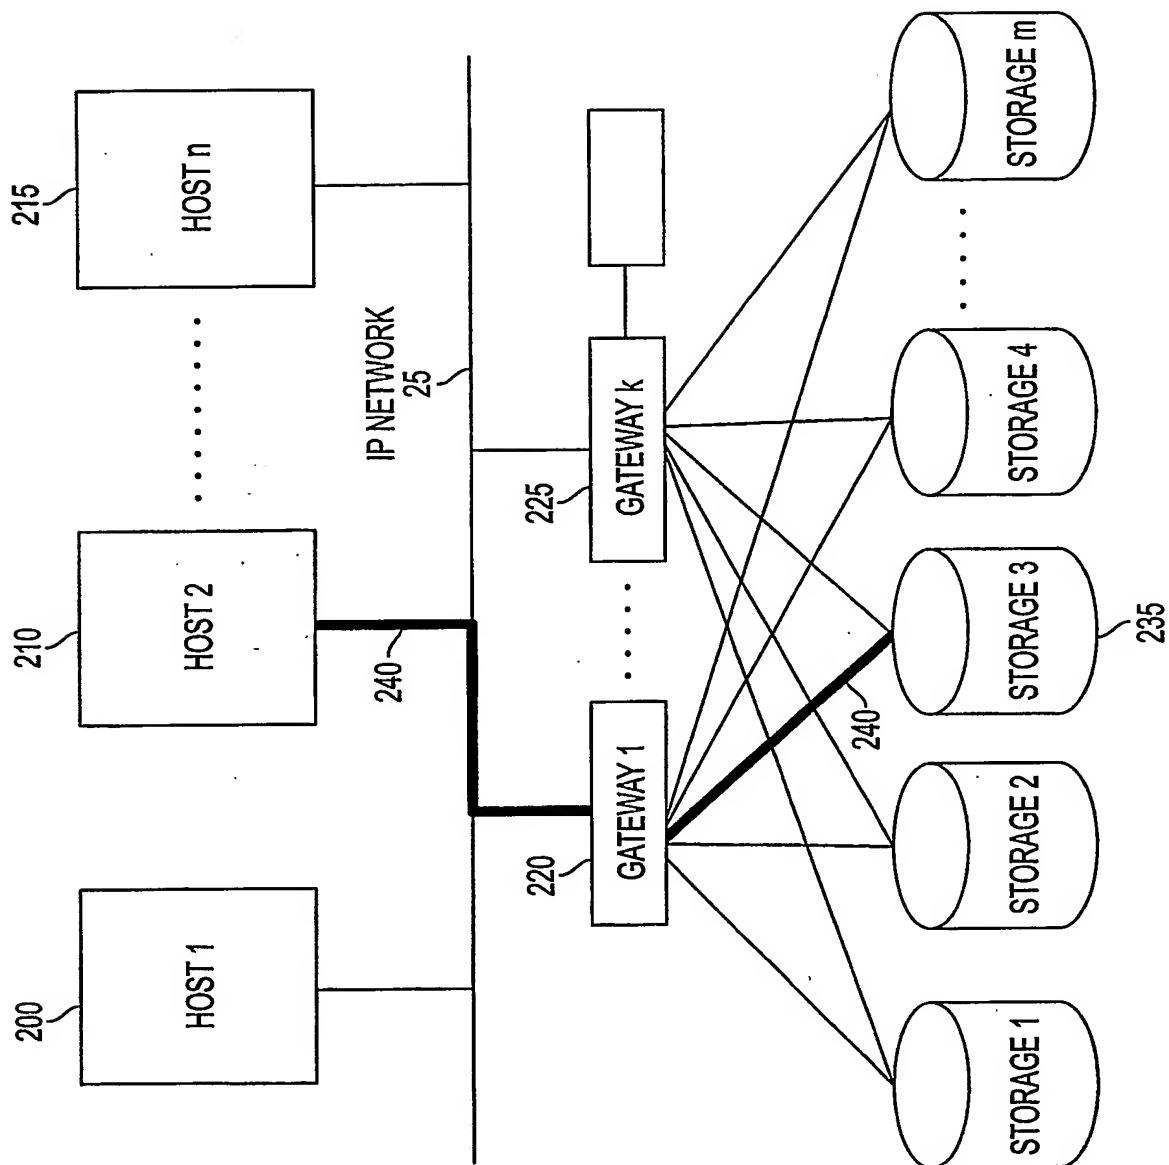 215
HOST n
210
HOST 2
200
HOST 1
IP NETWORK
25
240
225
GATEWAY k
220
GATEWAY 1
240
STORAGE m
STORAGE 4
STORAGE 3
235
STORAGE 2
STORAGE 1